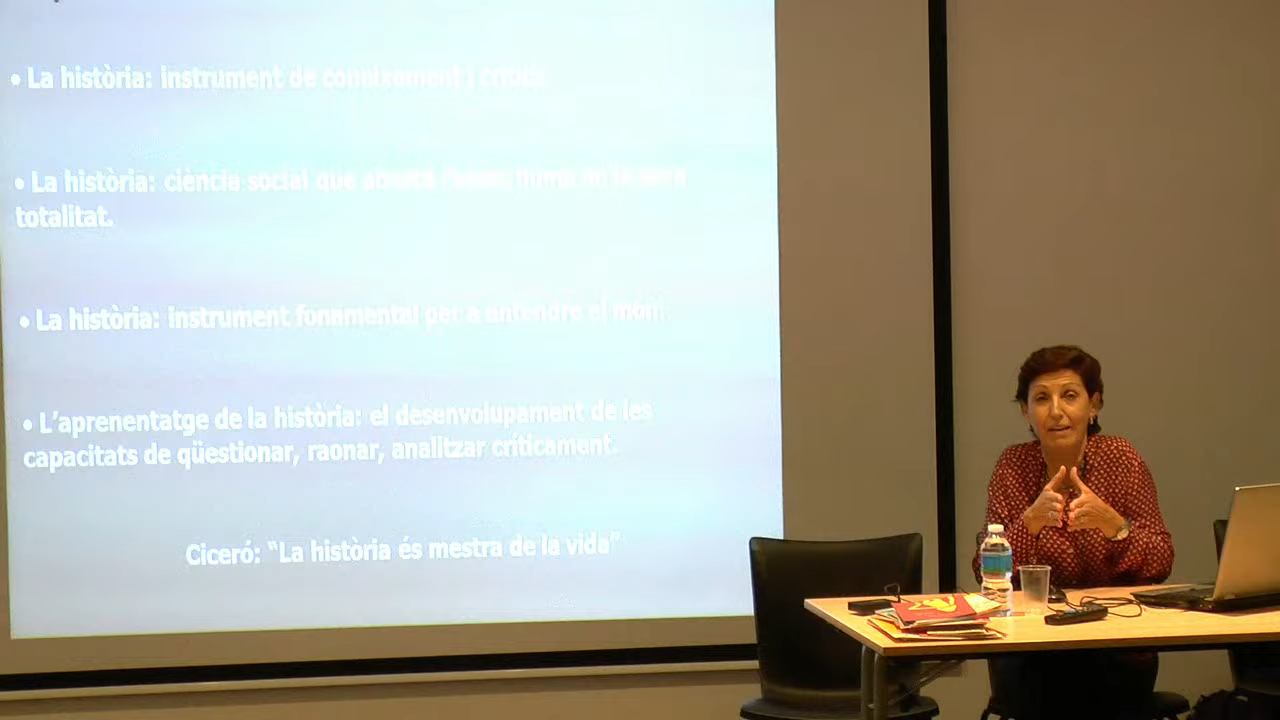 • La història: instrument de coneixement i crítica
• La història: ciència social que abasta humà en la seva
totalitat.
• La història: instrument fonamental per a entendre el món.
• L'aprenentatge de la història: el desenvolupament de les
capacitats de qüestionar, raonar, analitzar críticament.
Ciceró: "La història és mestra de la vida"